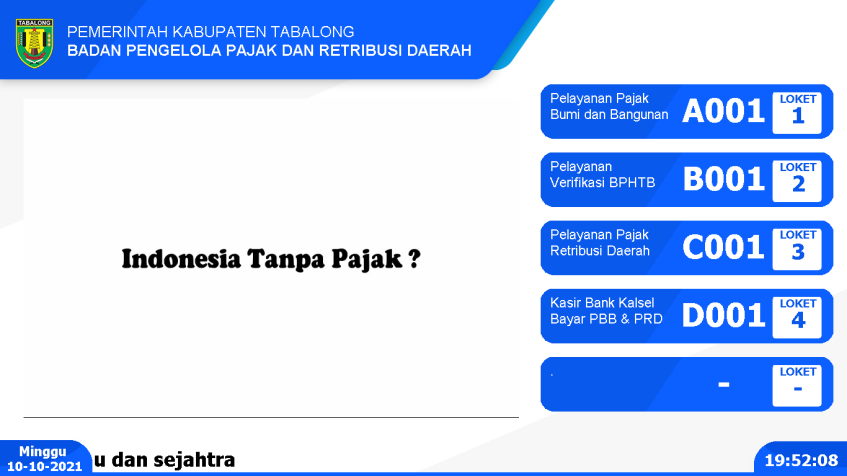 TABALONG
PEMERINTAH KABUPATEN TABALONG
BADAN PENGELOLA PAJAK DAN RETRIBUSI DAERAH
Indonesia Tanpa Pajak ?
Pelayanan Pajak
Bumi dan Bangunan
A001
LOKET
1
Pelayanan
Verifikasi BPHTB
B001
LOKET
2
Pelayanan Pajak
Retribusi Daerah
C001
LOKET
3
Kasir Bank Kalsel
Bayar PBB & PRD
D001
LOKET
4
.
-
LOKET
-
Minggu
10-10-2021
u dan sejahtra
19:52:08